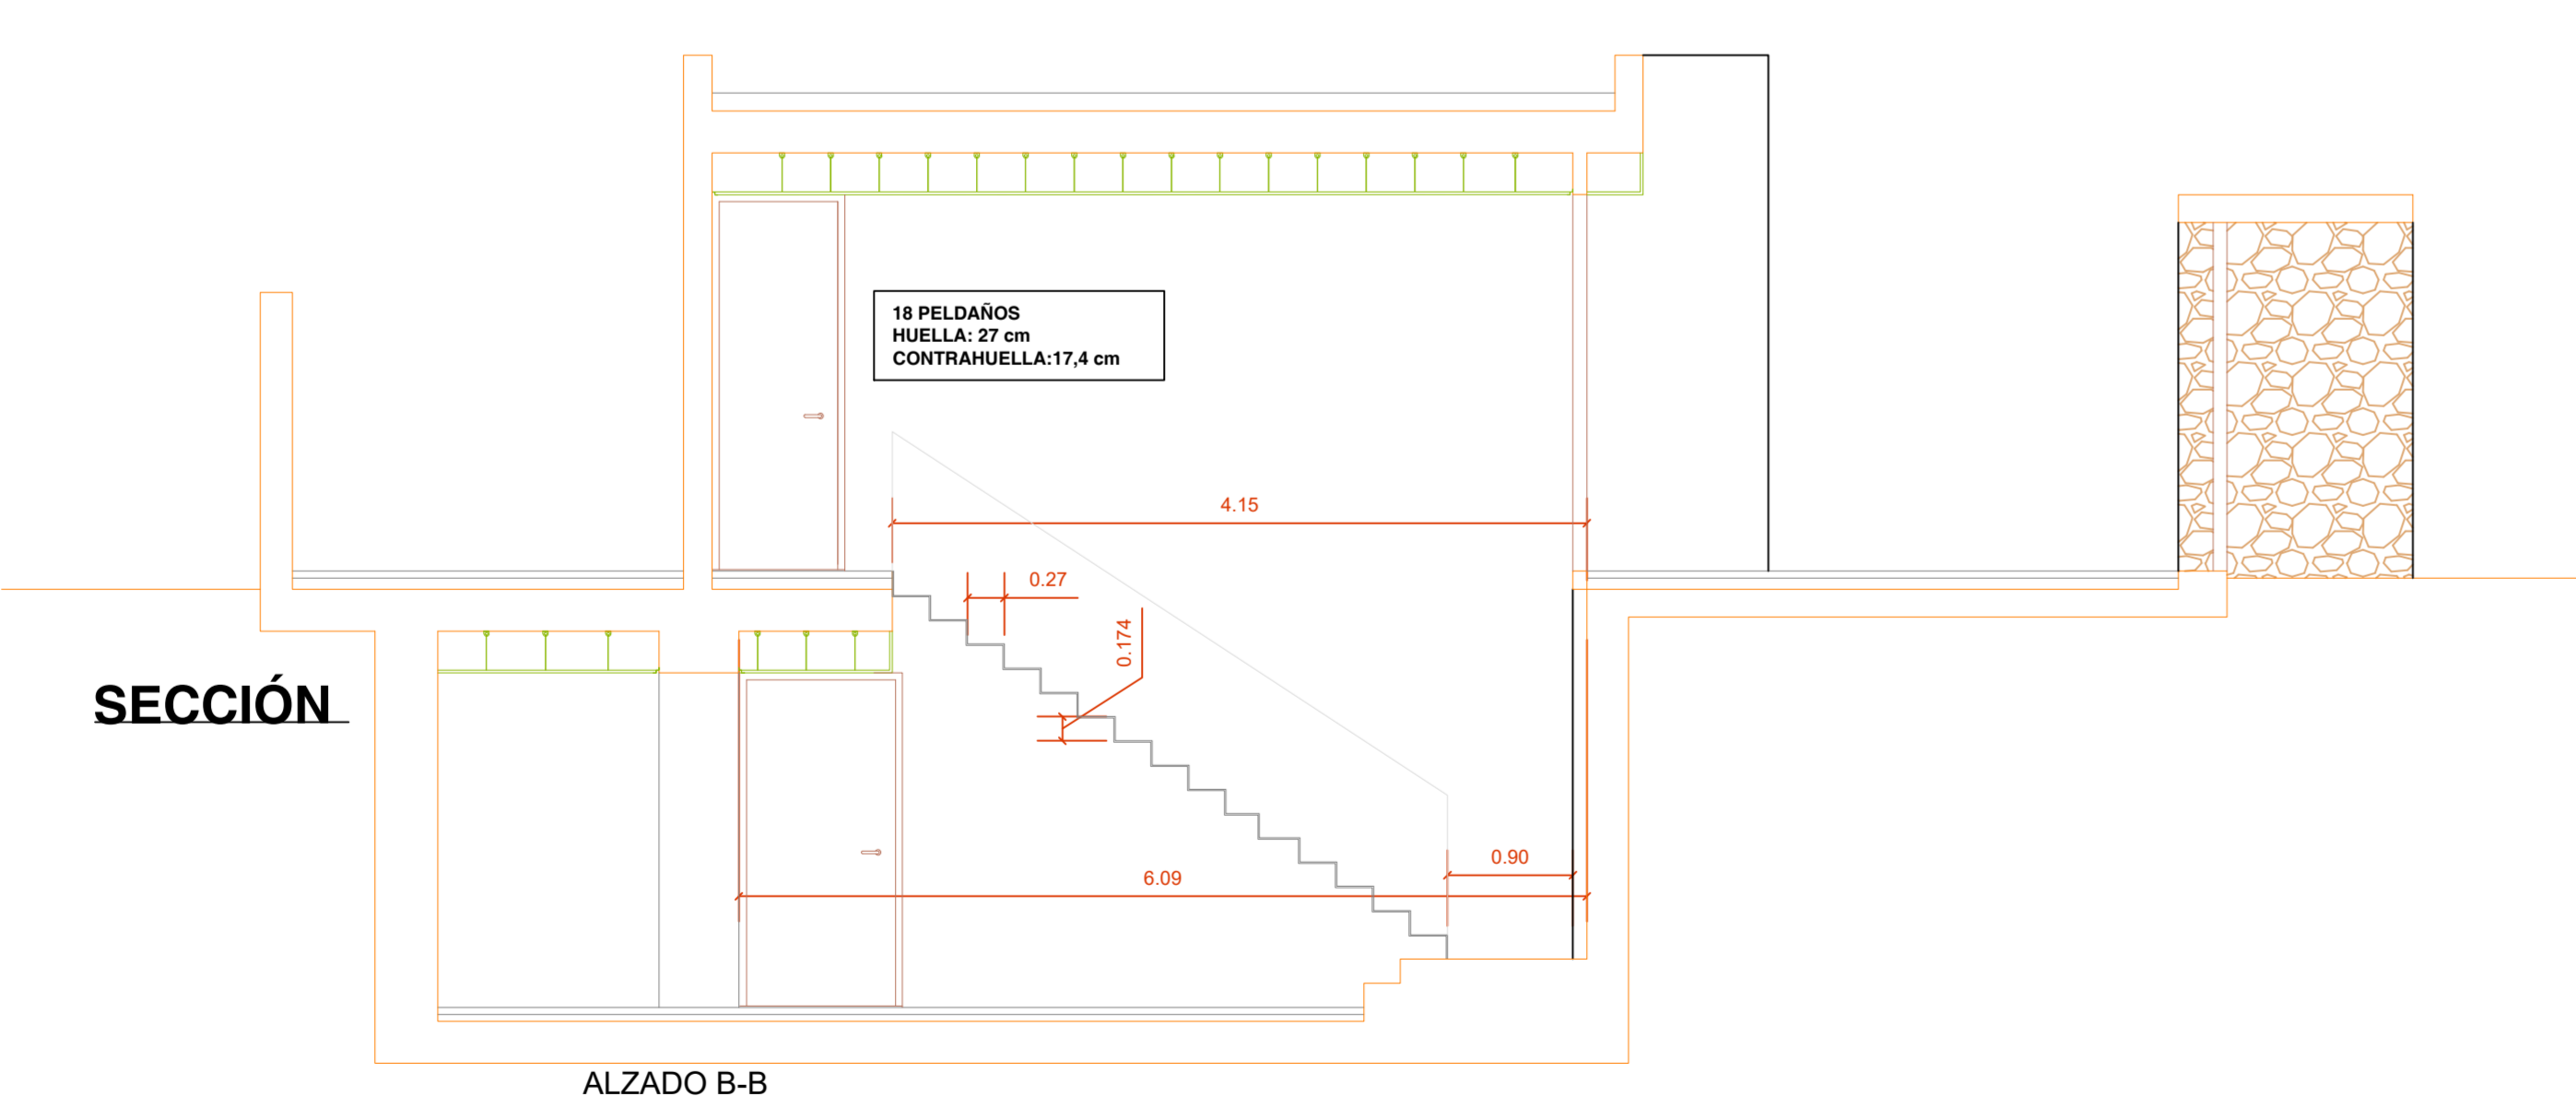 18 PELDAÑOS
HUELLA: 27 cm
CONTRAHUELLA:17,4 cm
4.15
0.27
0.174
SECCIÓN
0.90
6.09
ALZADO B-B